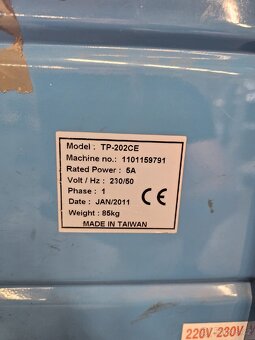 Model : TP-202CE
Machine no.: 1101159791
Rated Power : 5A
Volt / Hz : 230/50
Phase : 1
Date : JAN/2011
Weight : 85kg
CE
MADE IN TAIWAN
220V-230V